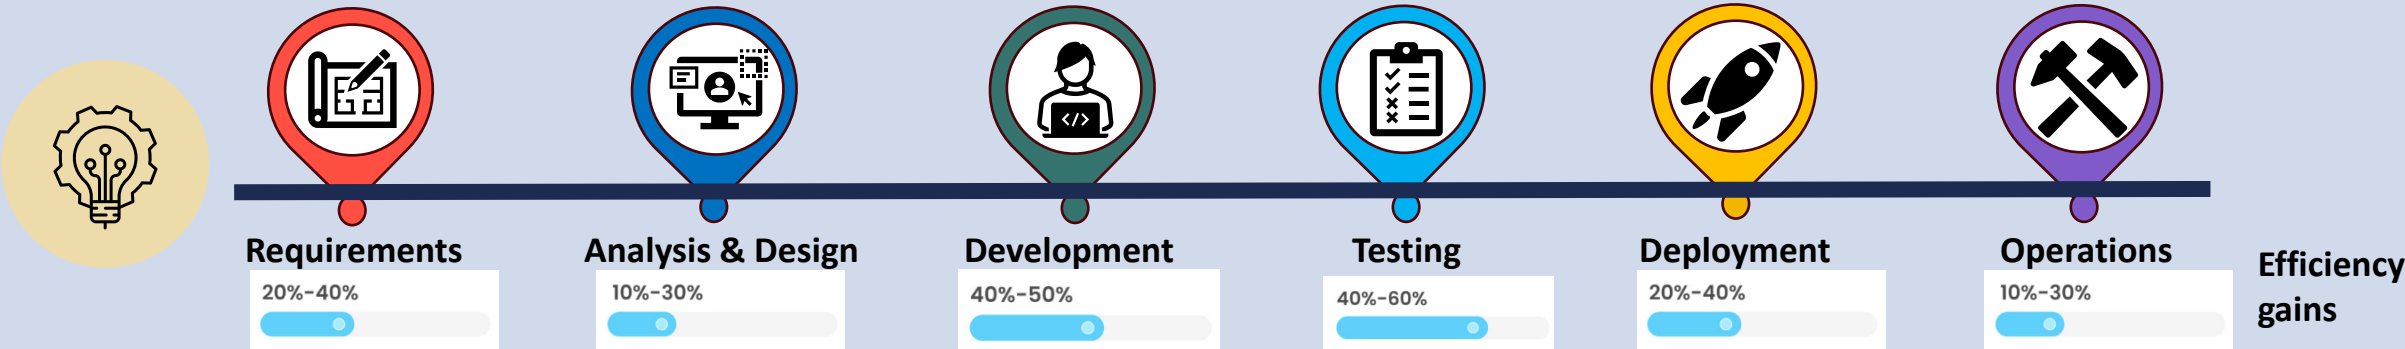 Requirements
20%-40%
Analysis & Design
10%-30%
Development
</>
40%-50%
Testing
40%-60%
Deployment
20%-40%
Operations
10%-30%
Efficiency
gains